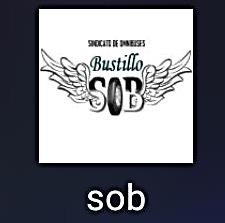 SINDICATO DE OMNIBUSES
Bustillo
SOB
sob